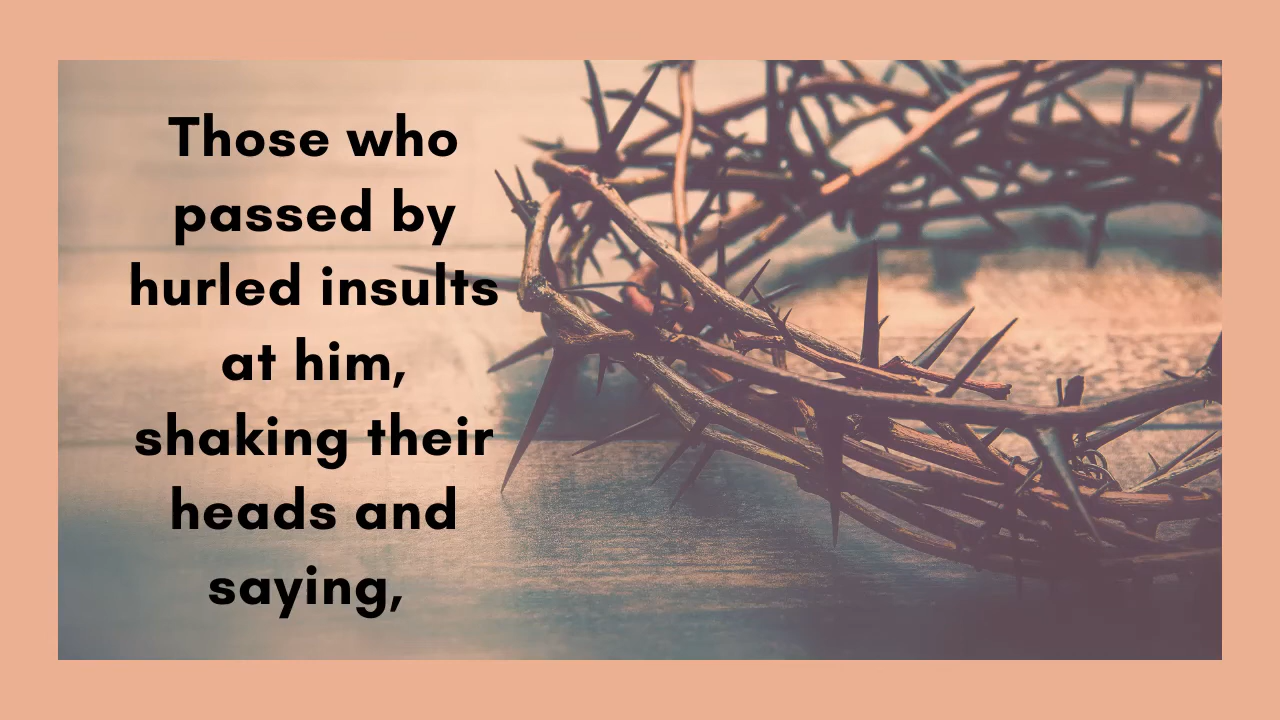 Those who
passed by
hurled insults
at him,
shaking their
heads and
saying,